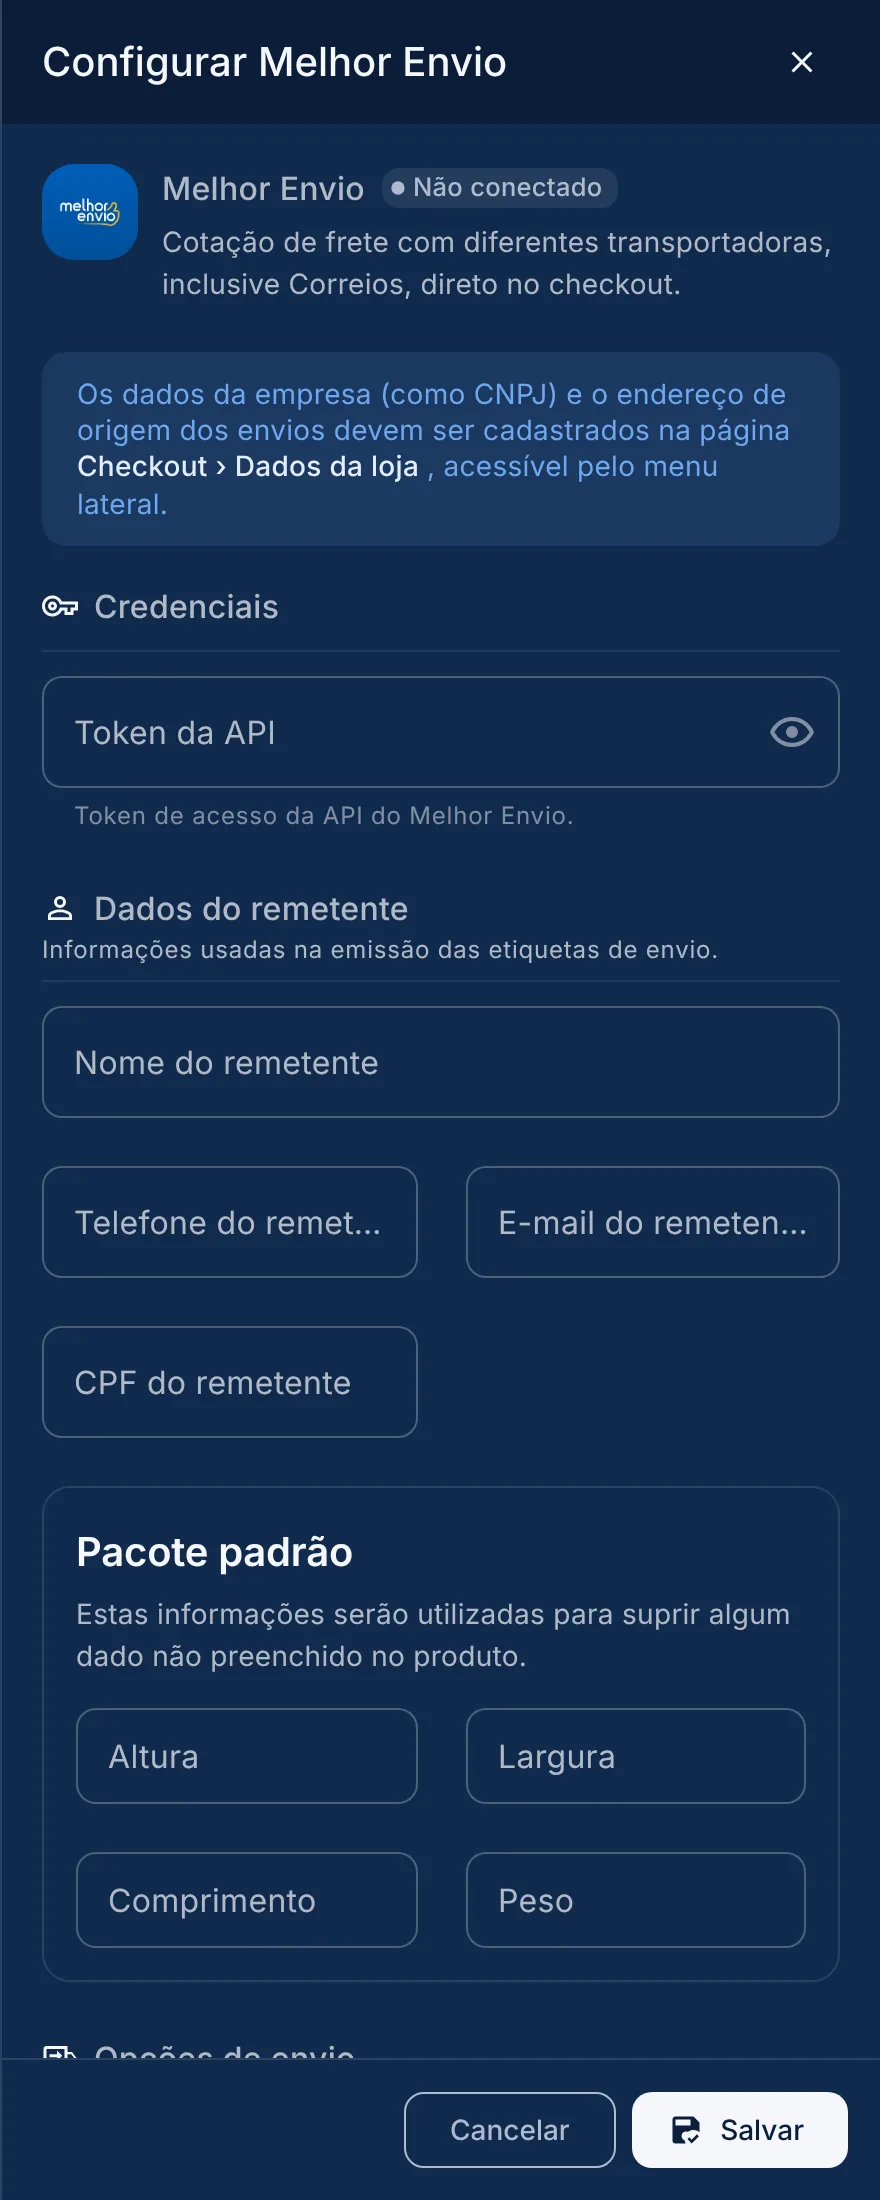 Configurar Melhor Envio
melhor
envio
Melhor Envio
Não conectado
Cotação de frete com diferentes transportadoras,
inclusive Correios, direto no checkout.
Os dados da empresa (como CNPJ) e o endereço de
origem dos envios devem ser cadastrados na página
Checkout › Dados da loja , acessível pelo menu
lateral.
Credenciais
Token da API
Token de acesso da API do Melhor Envio.
Dados do remetente
Informações usadas na emissão das etiquetas de envio.
Nome do remetente
Telefone do remet...
E-mail do remeten...
CPF do remetente
Pacote padrão
Estas informações serão utilizadas para suprir algum
dado não preenchido no produto.
Altura
Largura
Comprimento
Peso
Opções de envio
Cancelar
Salvar